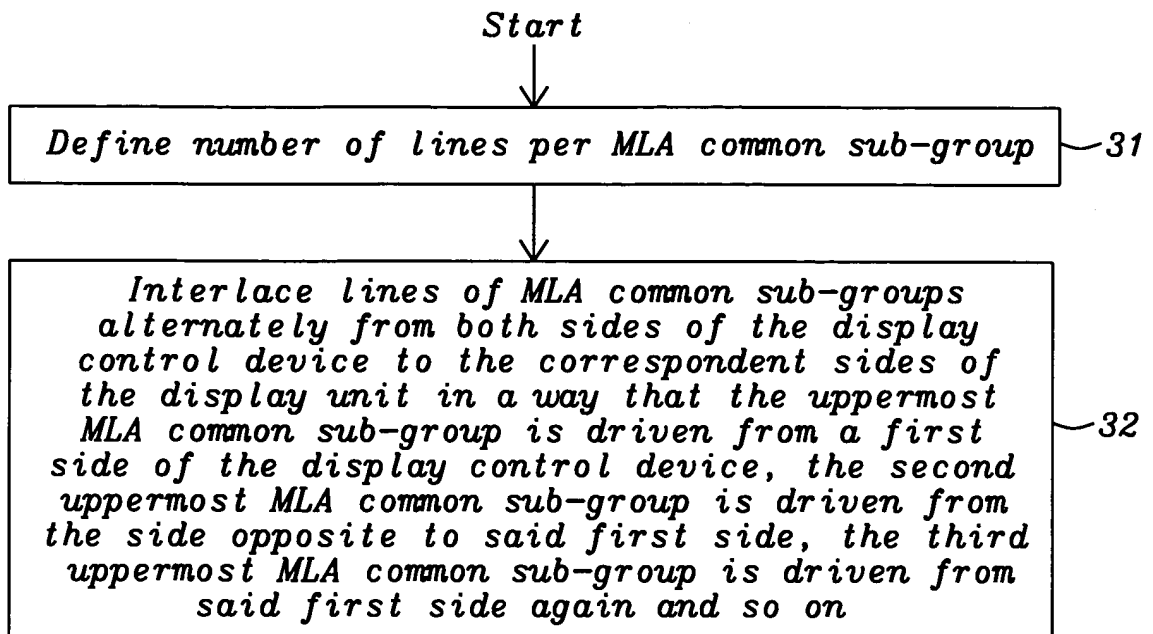 Start
Define number of lines per MLA common sub-group
31
Interlace lines of MLA common sub-groups
alternately from both sides of the display
control device to the correspondent sides of
the display unit in a way that the uppermost
MLA common sub-group is driven from a first
side of the display control device, the second
uppermost MLA common sub-group is driven from
the side opposite to said first side, the third
uppermost MLA common sub-group is driven from
said first side again and so on
32